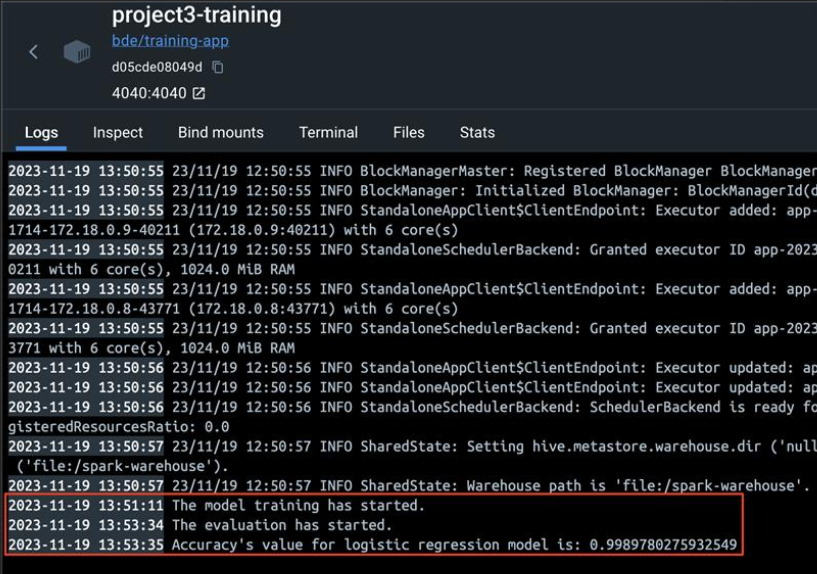 project3-training
bde/training-app
d05cde08049d
4040:4040
Logs Inspect Bind mounts Terminal Files Stats
2023-11-19 13:50:55 23/11/19 12:50:55 INFO BlockManagerMaster: Registered BlockManager BlockManager
2023-11-19 13:50:55 23/11/19 12:50:55 INFO BlockManager: Initialized BlockManager: BlockManagerId(d
2023-11-19 13:50:55 23/11/19 12:50:55 INFO StandaloneAppClient$ClientEndpoint: Executor added: app-
1714-172.18.0.9-40211 (172.18.0.9:40211) with 6 core(s)
2023-11-19 13:50:55 23/11/19 12:50:55 INFO StandaloneSchedulerBackend: Granted executor ID app-2023
0211 with 6 core(s), 1024.0 MiB RAM
2023-11-19 13:50:55 23/11/19 12:50:55 INFO StandaloneAppClient$ClientEndpoint: Executor added: app-
1714-172.18.0.8-43771 (172.18.0.8:43771) with 6 core(s)
2023-11-19 13:50:55 23/11/19 12:50:55 INFO StandaloneSchedulerBackend: Granted executor ID app-2023
3771 with 6 core(s), 1024.0 MiB RAM
2023-11-19 13:50:56 23/11/19 12:50:56 INFO StandaloneAppClient$ClientEndpoint: Executor updated: ap
2023-11-19 13:50:56 23/11/19 12:50:56 INFO StandaloneAppClient$ClientEndpoint: Executor updated: ap
2023-11-19 13:50:56 23/11/19 12:50:56 INFO StandaloneSchedulerBackend: SchedulerBackend is ready fo
gisteredResourcesRatio: 0.0
2023-11-19 13:50:57 23/11/19 12:50:57 INFO SharedState: Setting hive.metastore.warehouse.dir ('null
('file:/spark-warehouse').
2023-11-19 13:50:57 23/11/19 12:50:57 INFO SharedState: Warehouse path is 'file:/spark-warehouse'.
2023-11-19 13:51:11 The model training has started.
2023-11-19 13:53:34 The evaluation has started.
2023-11-19 13:53:35 Accuracy's value for logistic regression model is: 0.9989780275932549